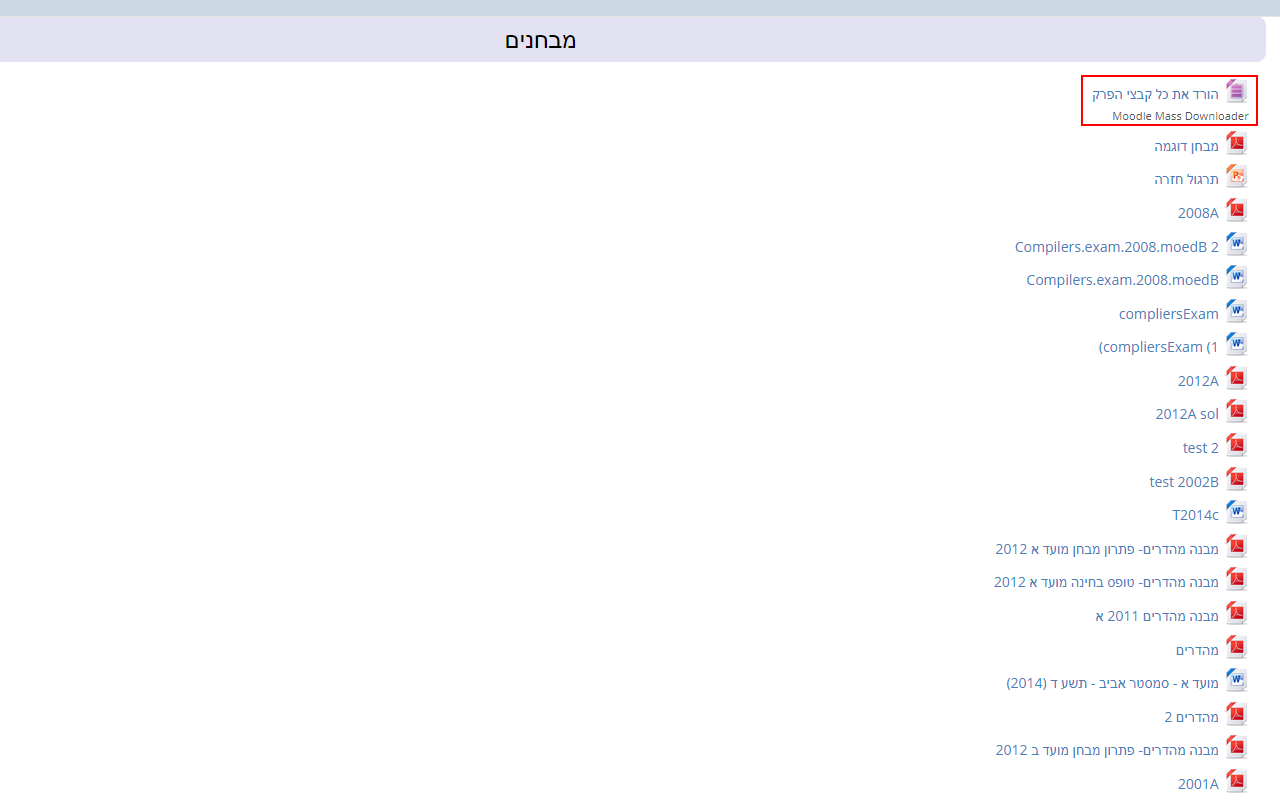 מבחנים
הורד את כל קבצי הפרק
Moodle Mass Downloader
מבחן דוגמה
תרגול חזרה
2008A
Compilers.exam.2008.moedB 2
Compilers.exam.2008.moedB
compliersExam
(compliersExam (1
2012A
2012A sol
test 2
test 2002B
T2014c
מבנה מהדרים- פתרון מבחן מועד א 2012
מבנה מהדרים- טופס בחינה מועד א 2012
מבנה מהדרים 2011 א
מהדרים
מועד א - סמסטר אביב - תשע ד (2014)
מהדרים 2
מבנה מהדרים- פתרון מבחן מועד ב 2012
2001A